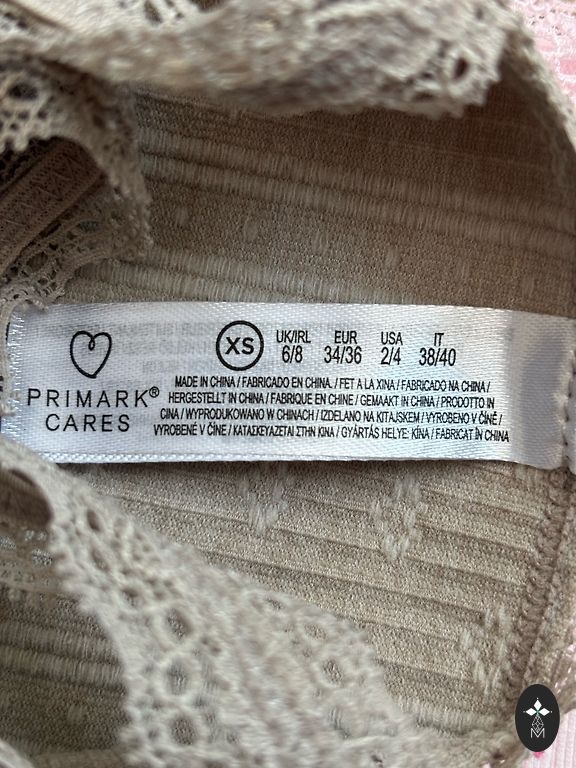 PRIMARK®
CARES
XS
UK/IRL EUR USA IT
6/8 34/36 2/4 38/40
MADE IN CHINA / FABRICADO EN CHINA. / FET A LA XINA / FABRICADO NA CHINA /
HERGESTELLT IN CHINA / FABRIQUE EN CHINE / GEMAAKT IN CHINA / PRODOTTO IN
CINA / WYPRODUKOWANO W CHINACH / IZDELANO NA KITAJSKEM / VYROBENO V ČÍNĚ /
VYROBENÉ V ČÍNE / ΚΑΤΑΣΚΕΥΑΖΕΤΑΙ ΣΤΗΝ ΚΙΝΑ / GYÁRTÁS HELYE: KÍNA / FABRICAT ÎN CHINA
M